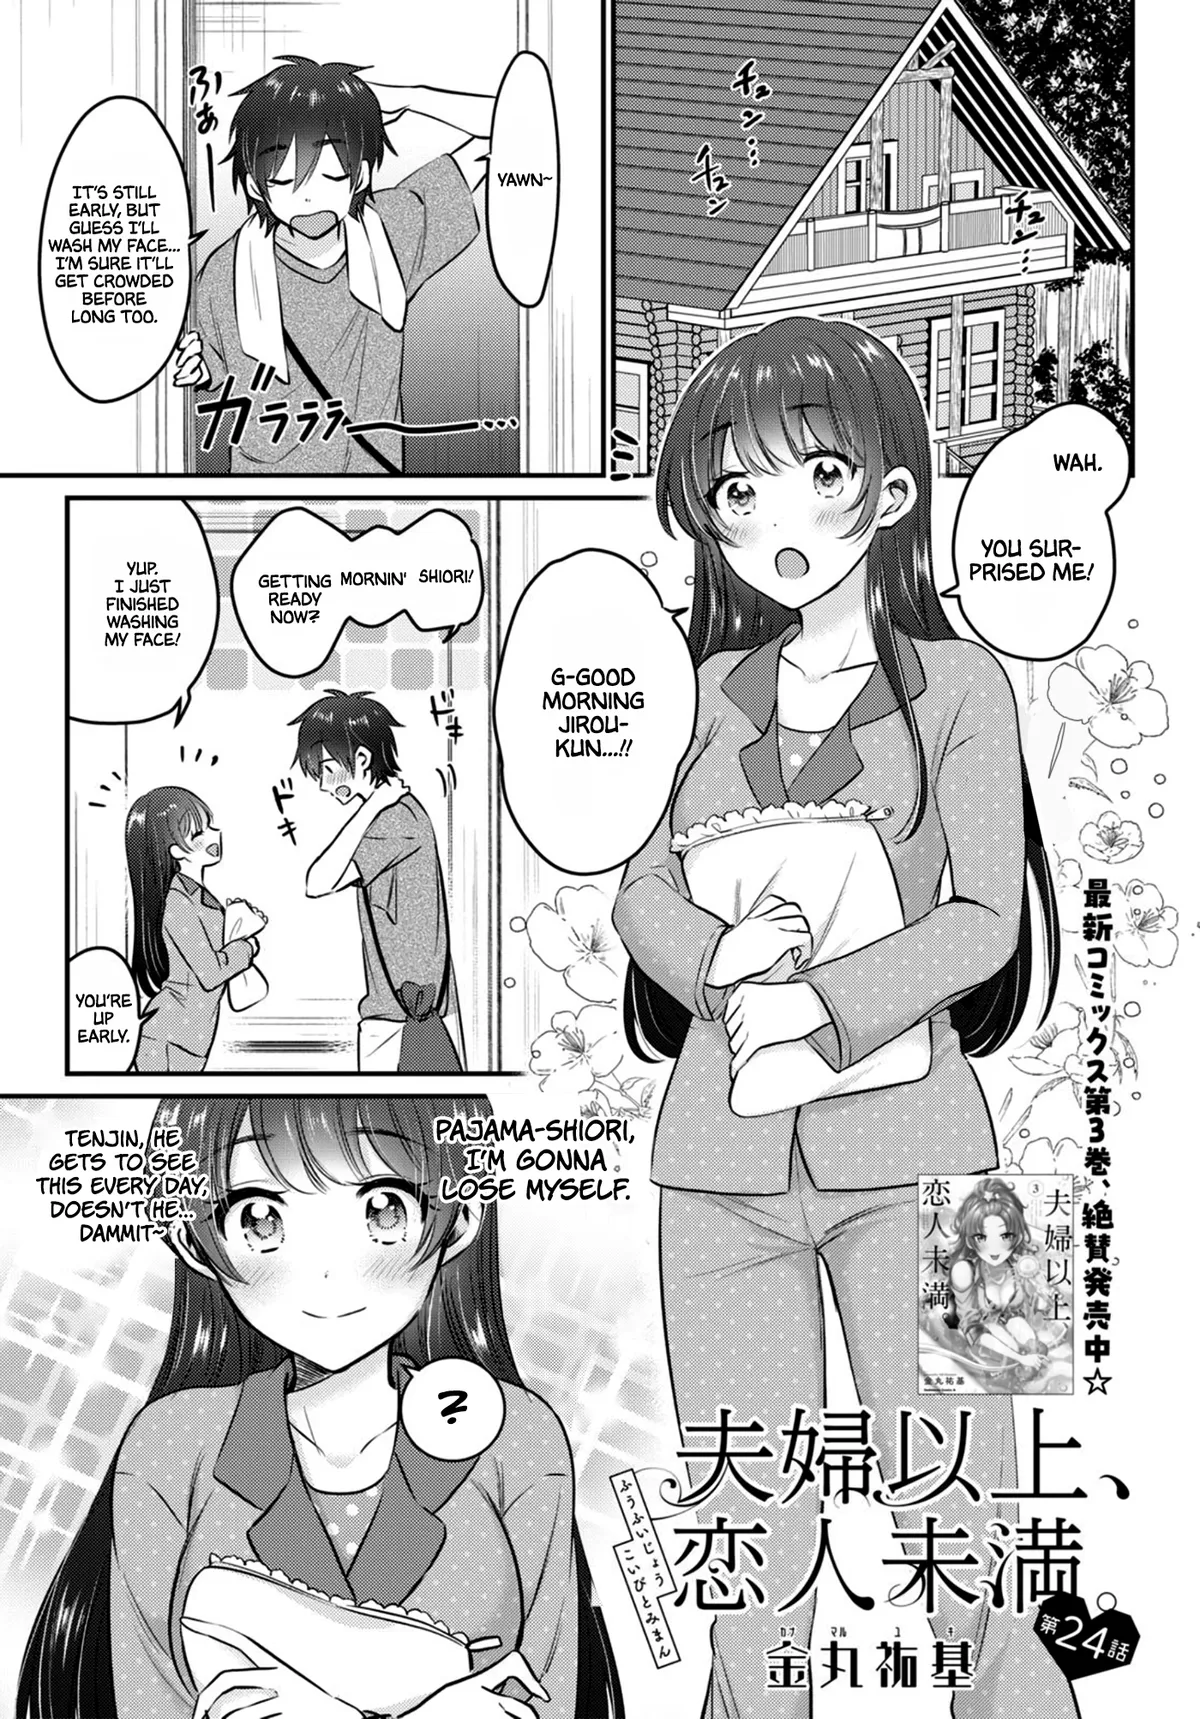 チュン
チュン
チュン
YAWN~
ふぁー
IT'S STILL
EARLY, BUT
GUESS I'LL
WASH MY FACE...
I'M SURE IT'LL
GET CROWDED
BEFORE
LONG TOO.
ガラララー…
WAH.
YOU SUR-
PRISED ME!
G-GOOD
MORNING
JIROU-
KUN...!!
MORNIN' SHIORI!
GETTING
READY
NOW?
YUP.
I JUST
FINISHED
WASHING
MY FACE!
ドキ
ドキ
YOU'RE
UP
EARLY.
PAJAMA-SHIORI,
I'M GONNA
LOSE MYSELF.
TENJIN, HE
GETS TO SEE
THIS EVERY DAY,
DOESN'T HE...
DAMMIT~
?
最新コミックス第3巻、絶賛発売中☆
夫婦以上
恋人未満
3
金丸祐基
夫婦以上、
恋人未満。
ふうふいじょう
こいびとみまん
カナ マル ユ キ
金丸祐基
第24話